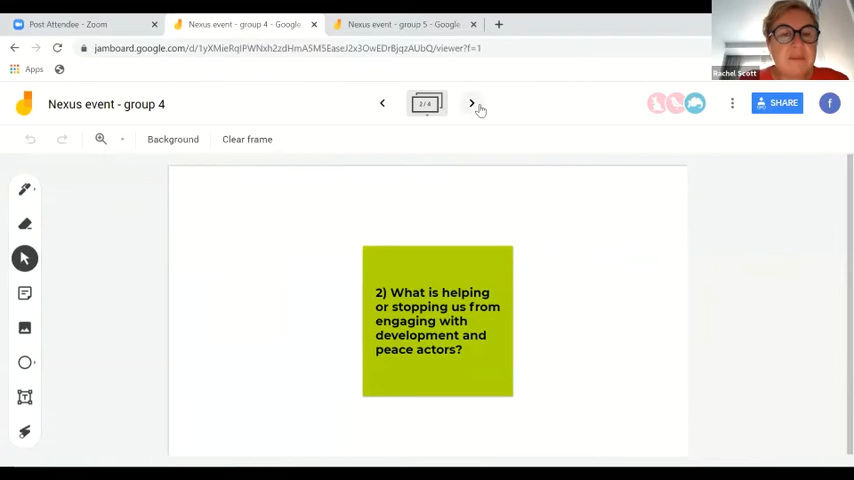 Post Attendee - Zoom
Nexus event - group 4 - Google
Nexus event - group 5 - Google
jamboard.google.com/d/1yXMieRqIPWNxh2zdHmA5M5EaseJ2x3OwEDrBjqzAUbQ/viewer?f=1
Apps
Rachel Scott
Nexus event - group 4
2/4
SHARE
f
Background
Clear frame
2) What is helping
or stopping us from
engaging with
development and
peace actors?